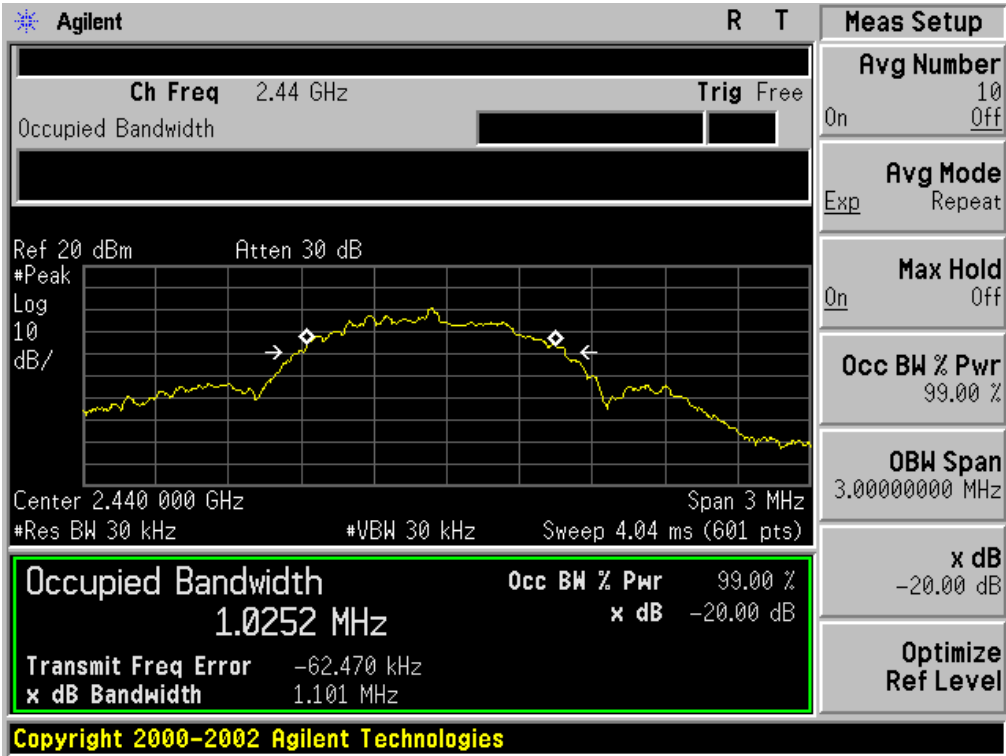 Agilent R T
Ch Freq 2.44 GHz Trig Free
Occupied Bandwidth
Ref 20 dBm Atten 30 dB
#Peak
Log
10
dB/
Center 2.440 000 GHz Span 3 MHz
#Res BW 30 kHz #VBW 30 kHz Sweep 4.04 ms (601 pts)
Occupied Bandwidth Occ BW % Pwr 99.00 %
1.0252 MHz x dB -20.00 dB
Transmit Freq Error -62.470 kHz
x dB Bandwidth 1.101 MHz
Copyright 2000-2002 Agilent Technologies
Meas Setup
Avg Number
10
On Off
Avg Mode
Exp Repeat
Max Hold
On Off
Occ BW % Pwr
99.00 %
OBW Span
3.00000000 MHz
x dB
-20.00 dB
Optimize
Ref Level